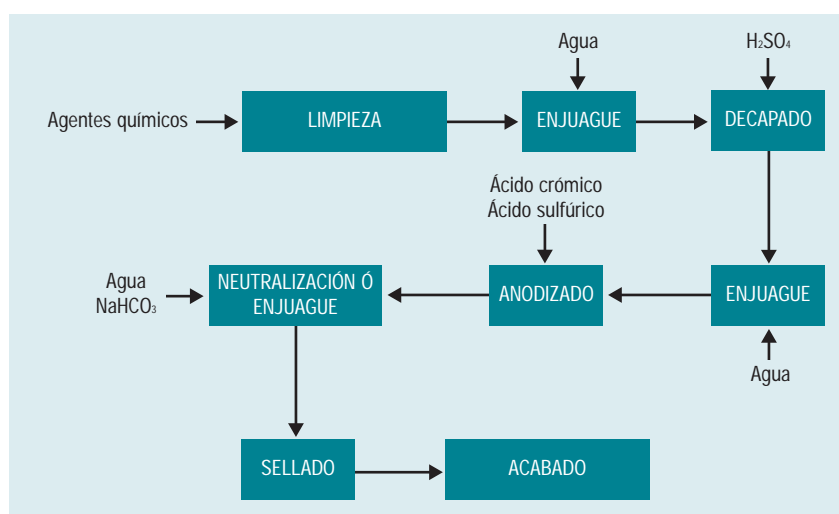 Agua
H₂SO₄
Agentes químicos
LIMPIEZA
ENJUAGUE
DECAPADO
Ácido crómico
Ácido sulfúrico
Agua
NaHCO₃
NEUTRALIZACIÓN Ó
ENJUAGUE
ANODIZADO
ENJUAGUE
Agua
SELLADO
ACABADO